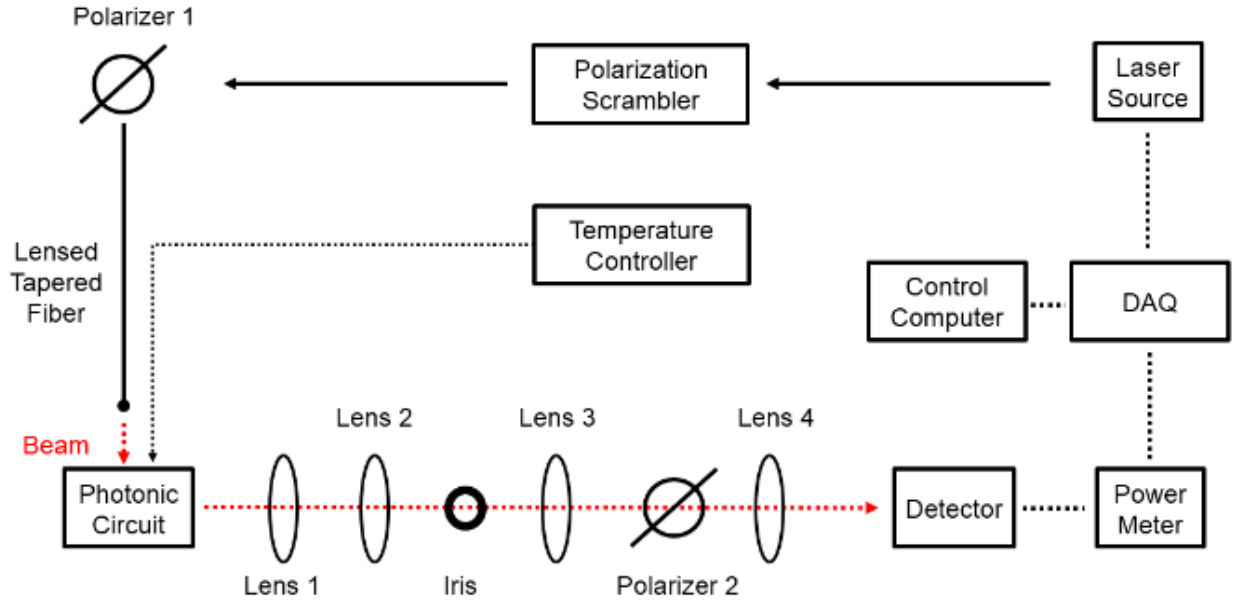 Polarizer 1
Polarization
Scrambler
Laser
Source
Lensed
Tapered
Fiber
Temperature
Controller
Control
Computer
DAQ
Beam
Lens 2
Lens 3
Lens 4
Photonic
Circuit
Detector
Power
Meter
Lens 1
Iris
Polarizer 2